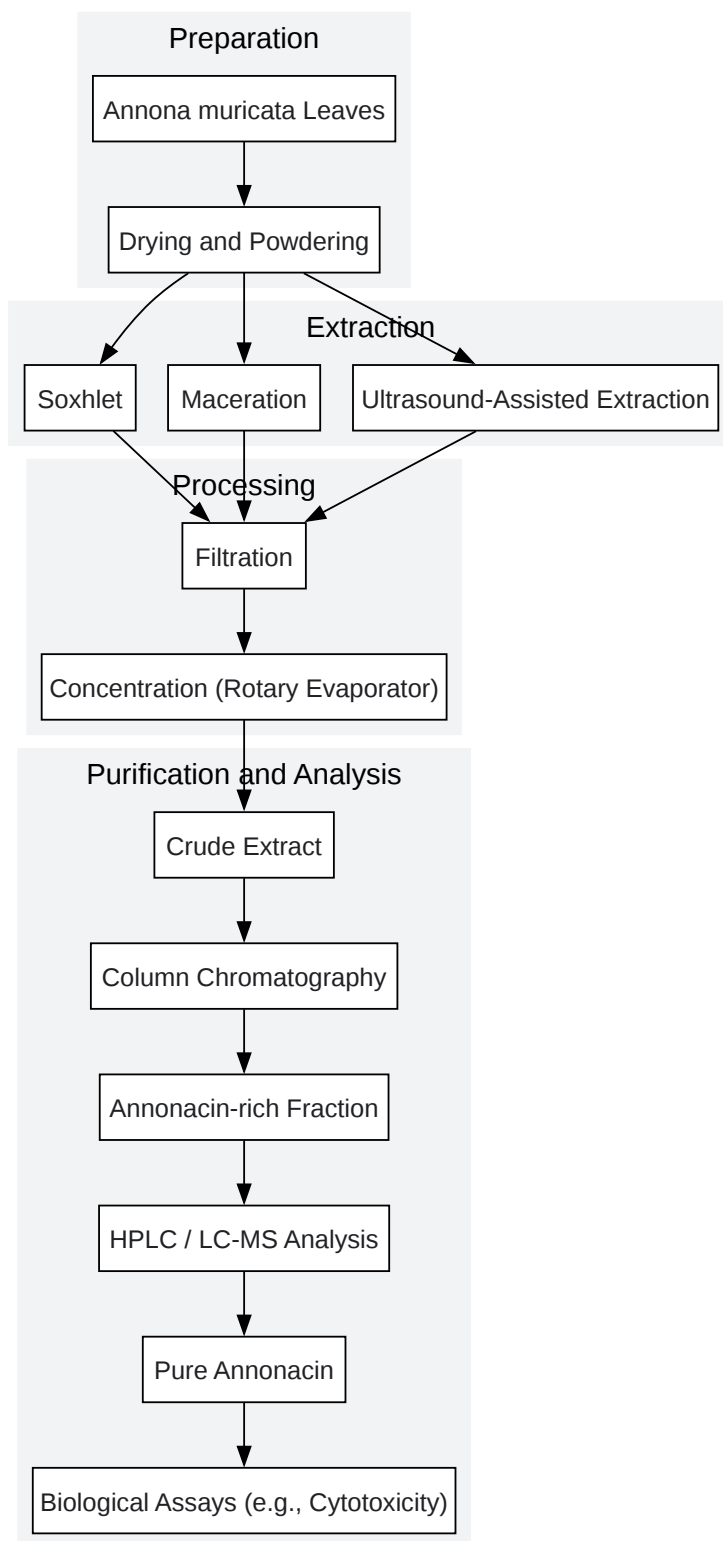 Preparation
Annona muricata Leaves
Drying and Powdering
Extraction
Soxhlet
Maceration
Ultrasound-Assisted Extraction
Processing
Filtration
Concentration (Rotary Evaporator)
Purification and Analysis
Crude Extract
Column Chromatography
Annonacin-rich Fraction
HPLC / LC-MS Analysis
Pure Annonacin
Biological Assays (e.g., Cytotoxicity)